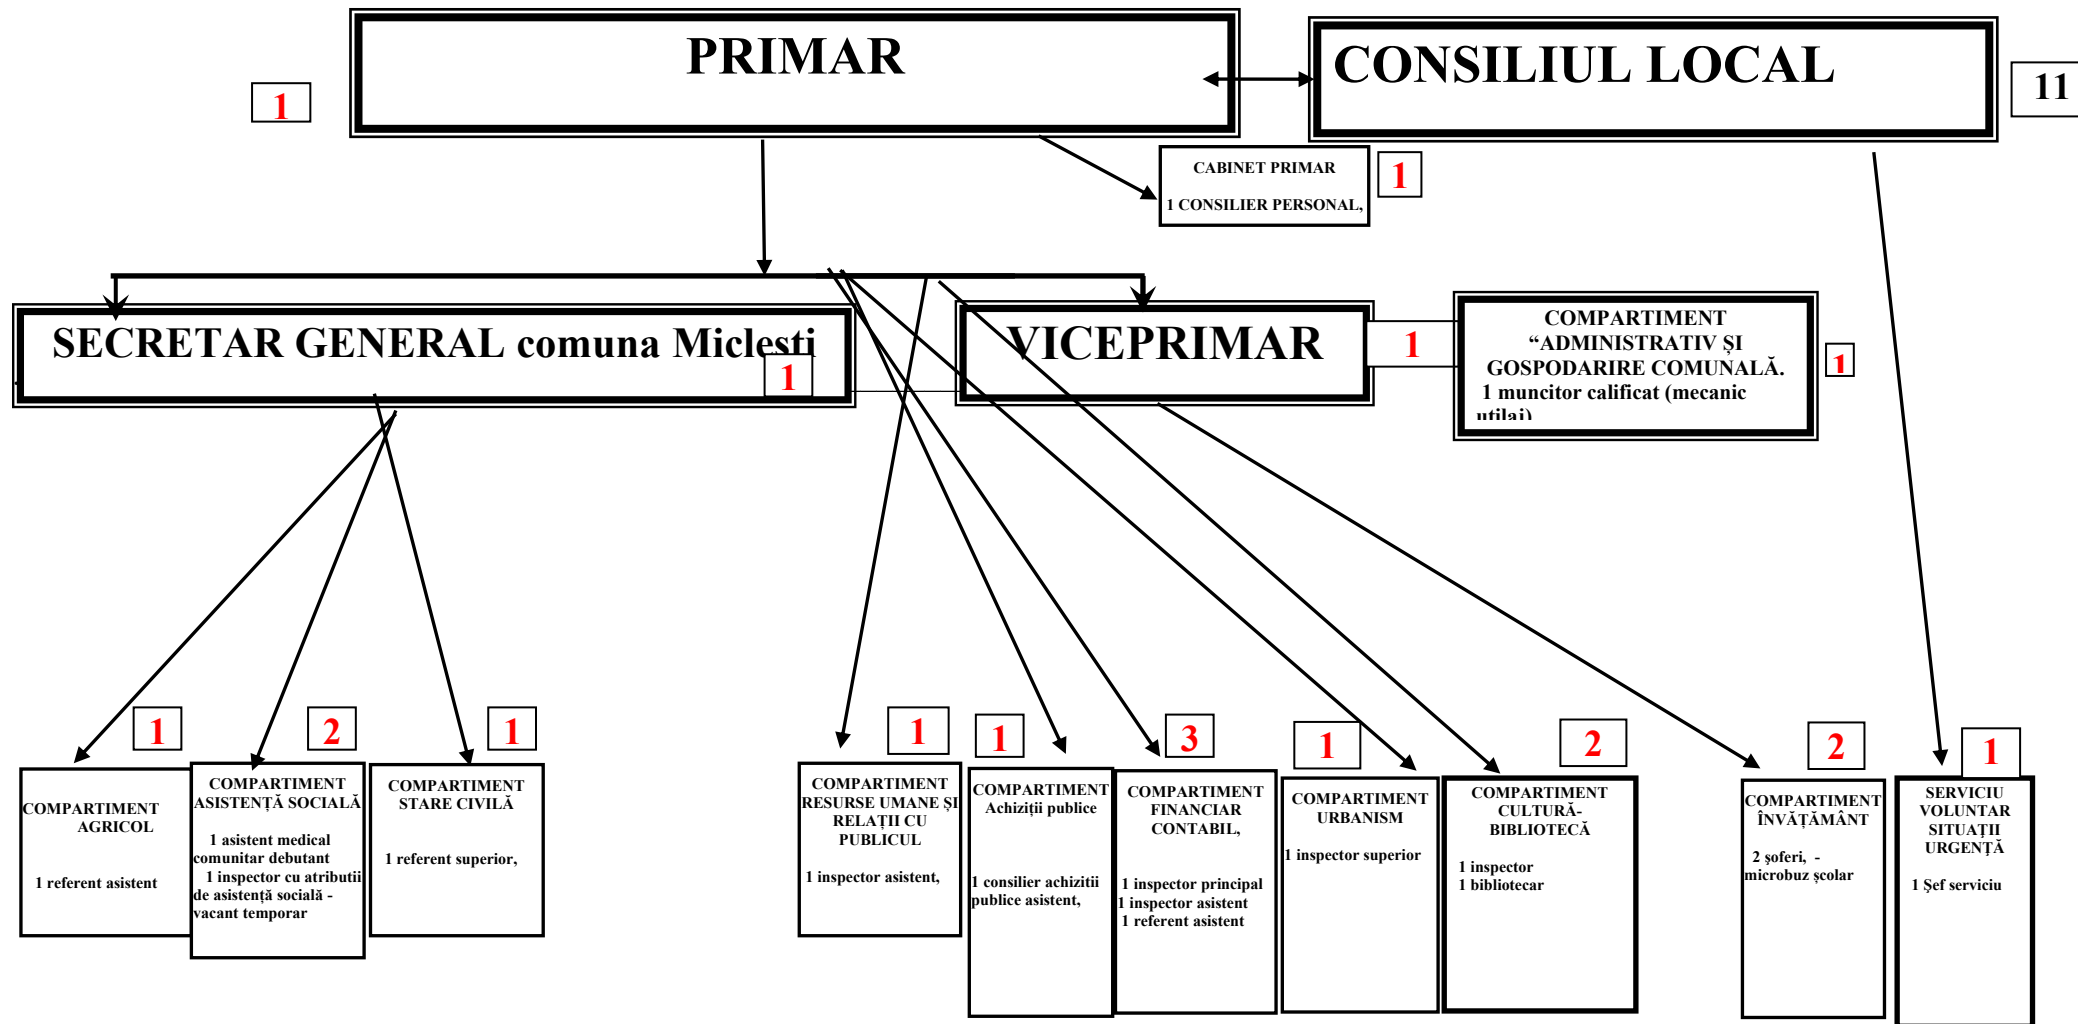 PRIMAR
1
CONSILIUL LOCAL
11
CABINET PRIMAR
1 CONSILIER PERSONAL,
1
SECRETAR GENERAL comuna Miclești
1
VICEPRIMAR
1
COMPARTIMENT
“ADMINISTRATIV ȘI
GOSPODARIRE COMUNALĂ.
1 muncitor calificat (mecanic
utilaj)
1
1
COMPARTIMENT
AGRICOL
1 referent asistent
2
COMPARTIMENT
ASISTENȚĂ SOCIALĂ
1 asistent medical
comunitar debutant
1 inspector cu atributii
de asistență socială -
vacant temporar
1
COMPARTIMENT
STARE CIVILĂ
1 referent superior,
1
COMPARTIMENT
RESURSE UMANE ȘI
RELAȚII CU
PUBLICUL
1 inspector asistent,
1
COMPARTIMENT
Achiziții publice
1 consilier achizitii
publice asistent,
3
COMPARTIMENT
FINANCIAR
CONTABIL,
1 inspector principal
1 inspector asistent
1 referent asistent
1
COMPARTIMENT
URBANISM
1 inspector superior
2
COMPARTIMENT
CULTURĂ-
BIBLIOTECĂ
1 inspector
1 bibliotecar
2
COMPARTIMENT
ÎNVĂȚĂMÂNT
2 şoferi, -
microbuz școlar
1
SERVICIU
VOLUNTAR
SITUAȚII
URGENȚĂ
1 Şef serviciu